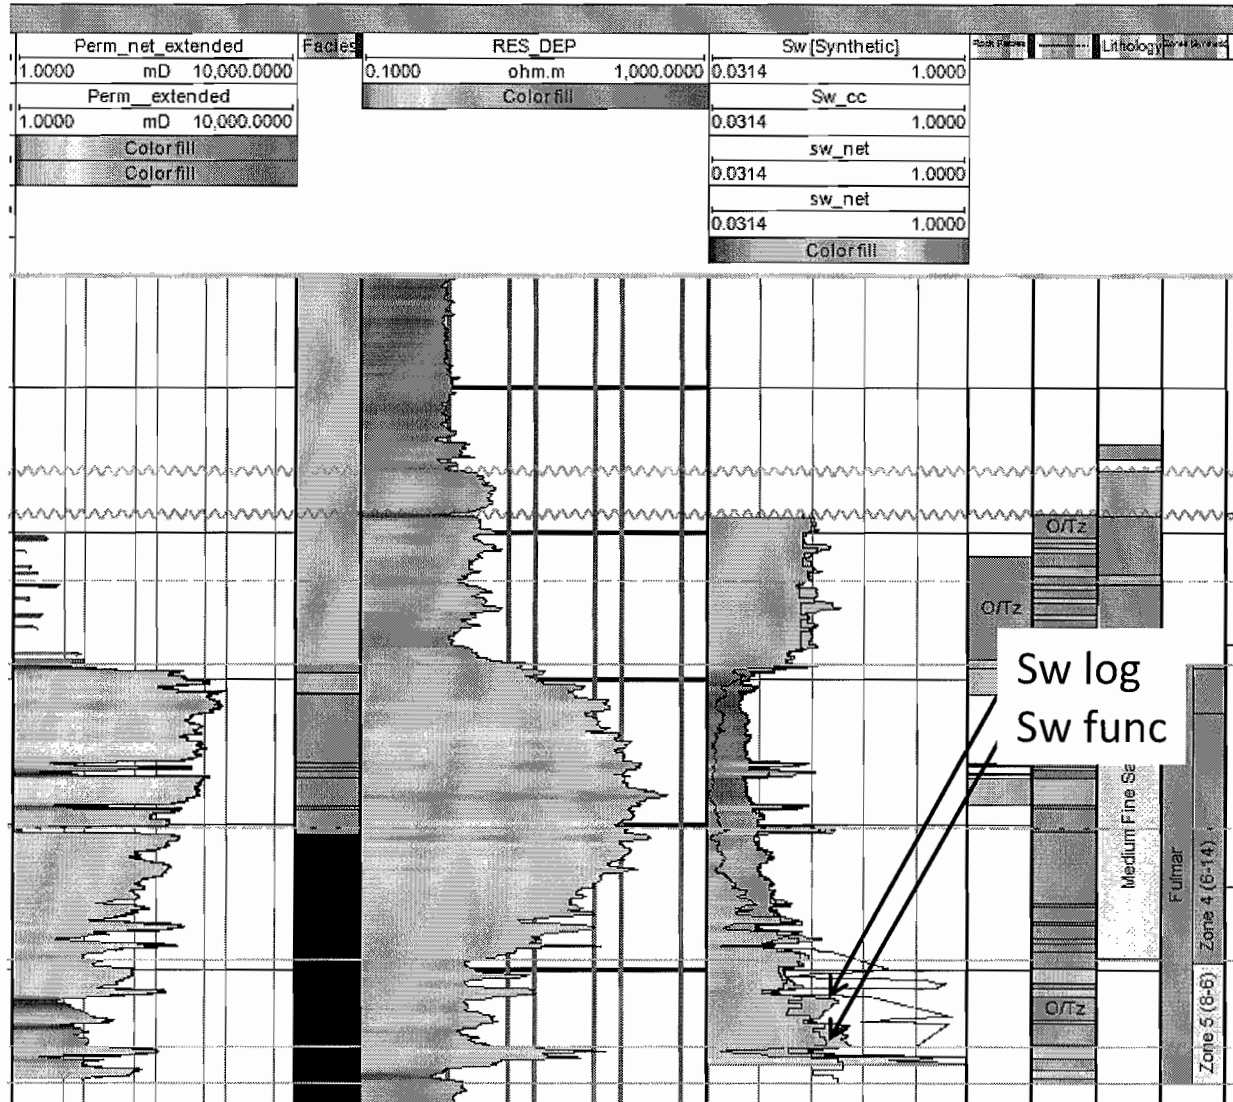 Perm_net_extended Facies RES_DEP Sw [Synthetic] Lithology
1.0000 mD 10,000.0000 0.1000 ohm.m 1,000.0000 0.0314 1.0000
Perm__extended Color fill Sw_cc
1.0000 mD 10,000.0000 0.0314 1.0000
Color fill sw_net
Color fill 0.0314 1.0000
sw_net
0.0314 1.0000
Color fill
O/Tz
O/Tz
Sw log
Sw func
Medium Fine Sa
Fulmar
Zone 4 (6-14)
O/Tz
Zone 5 (8-6)